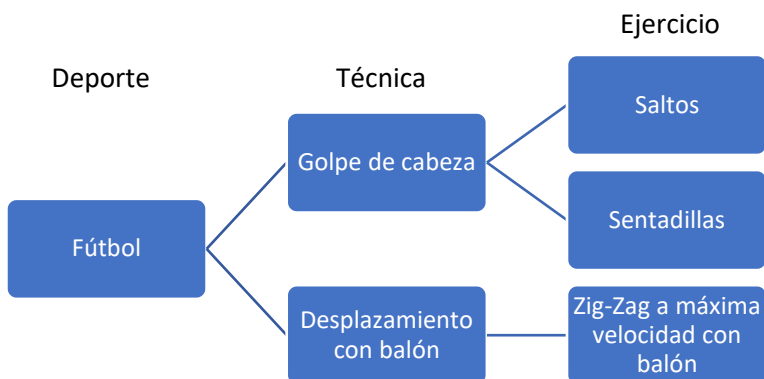 Ejercicio
Deporte
Técnica
Saltos
Golpe de cabeza
Sentadillas
Fútbol
Desplazamiento
con balón
Zig-Zag a máxima
velocidad con
balón